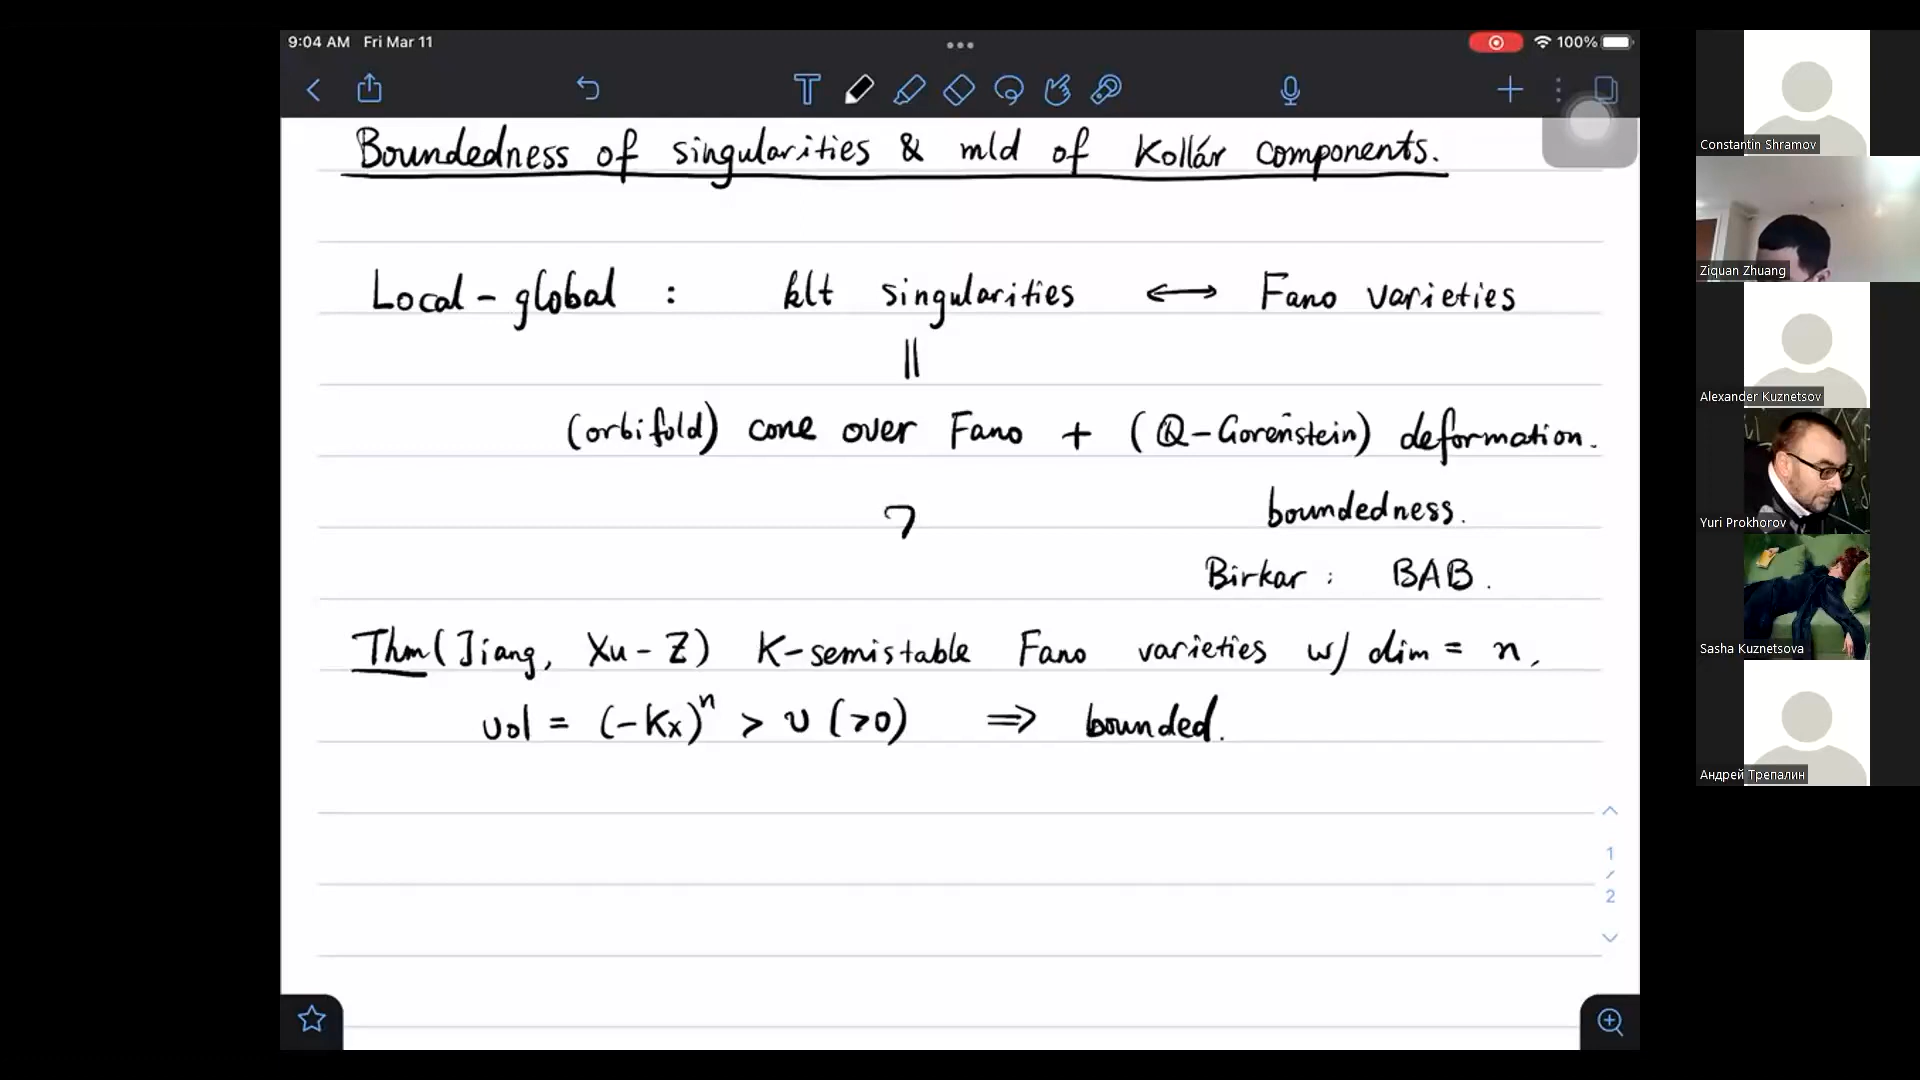 9:04 AM Fri Mar 11
100%
Boundedness of singularities & mld of Kollár components.
Local-global : klt singularities ⟷ Fano varieties
||
(orbifold) cone over Fano + (Q-Gorenstein) deformation.
? boundedness.
Birkar : BAB.
Thm (Jiang, Xu-Z) K-semistable Fano varieties w/ dim = n,
vol = (-Kx)^n > v (>0) ⟹ bounded.
1
/
2
Constantin Shramov
Ziquan Zhuang
Alexander Kuznetsov
Yuri Prokhorov
Sasha Kuznetsova
Андрей Трепалин